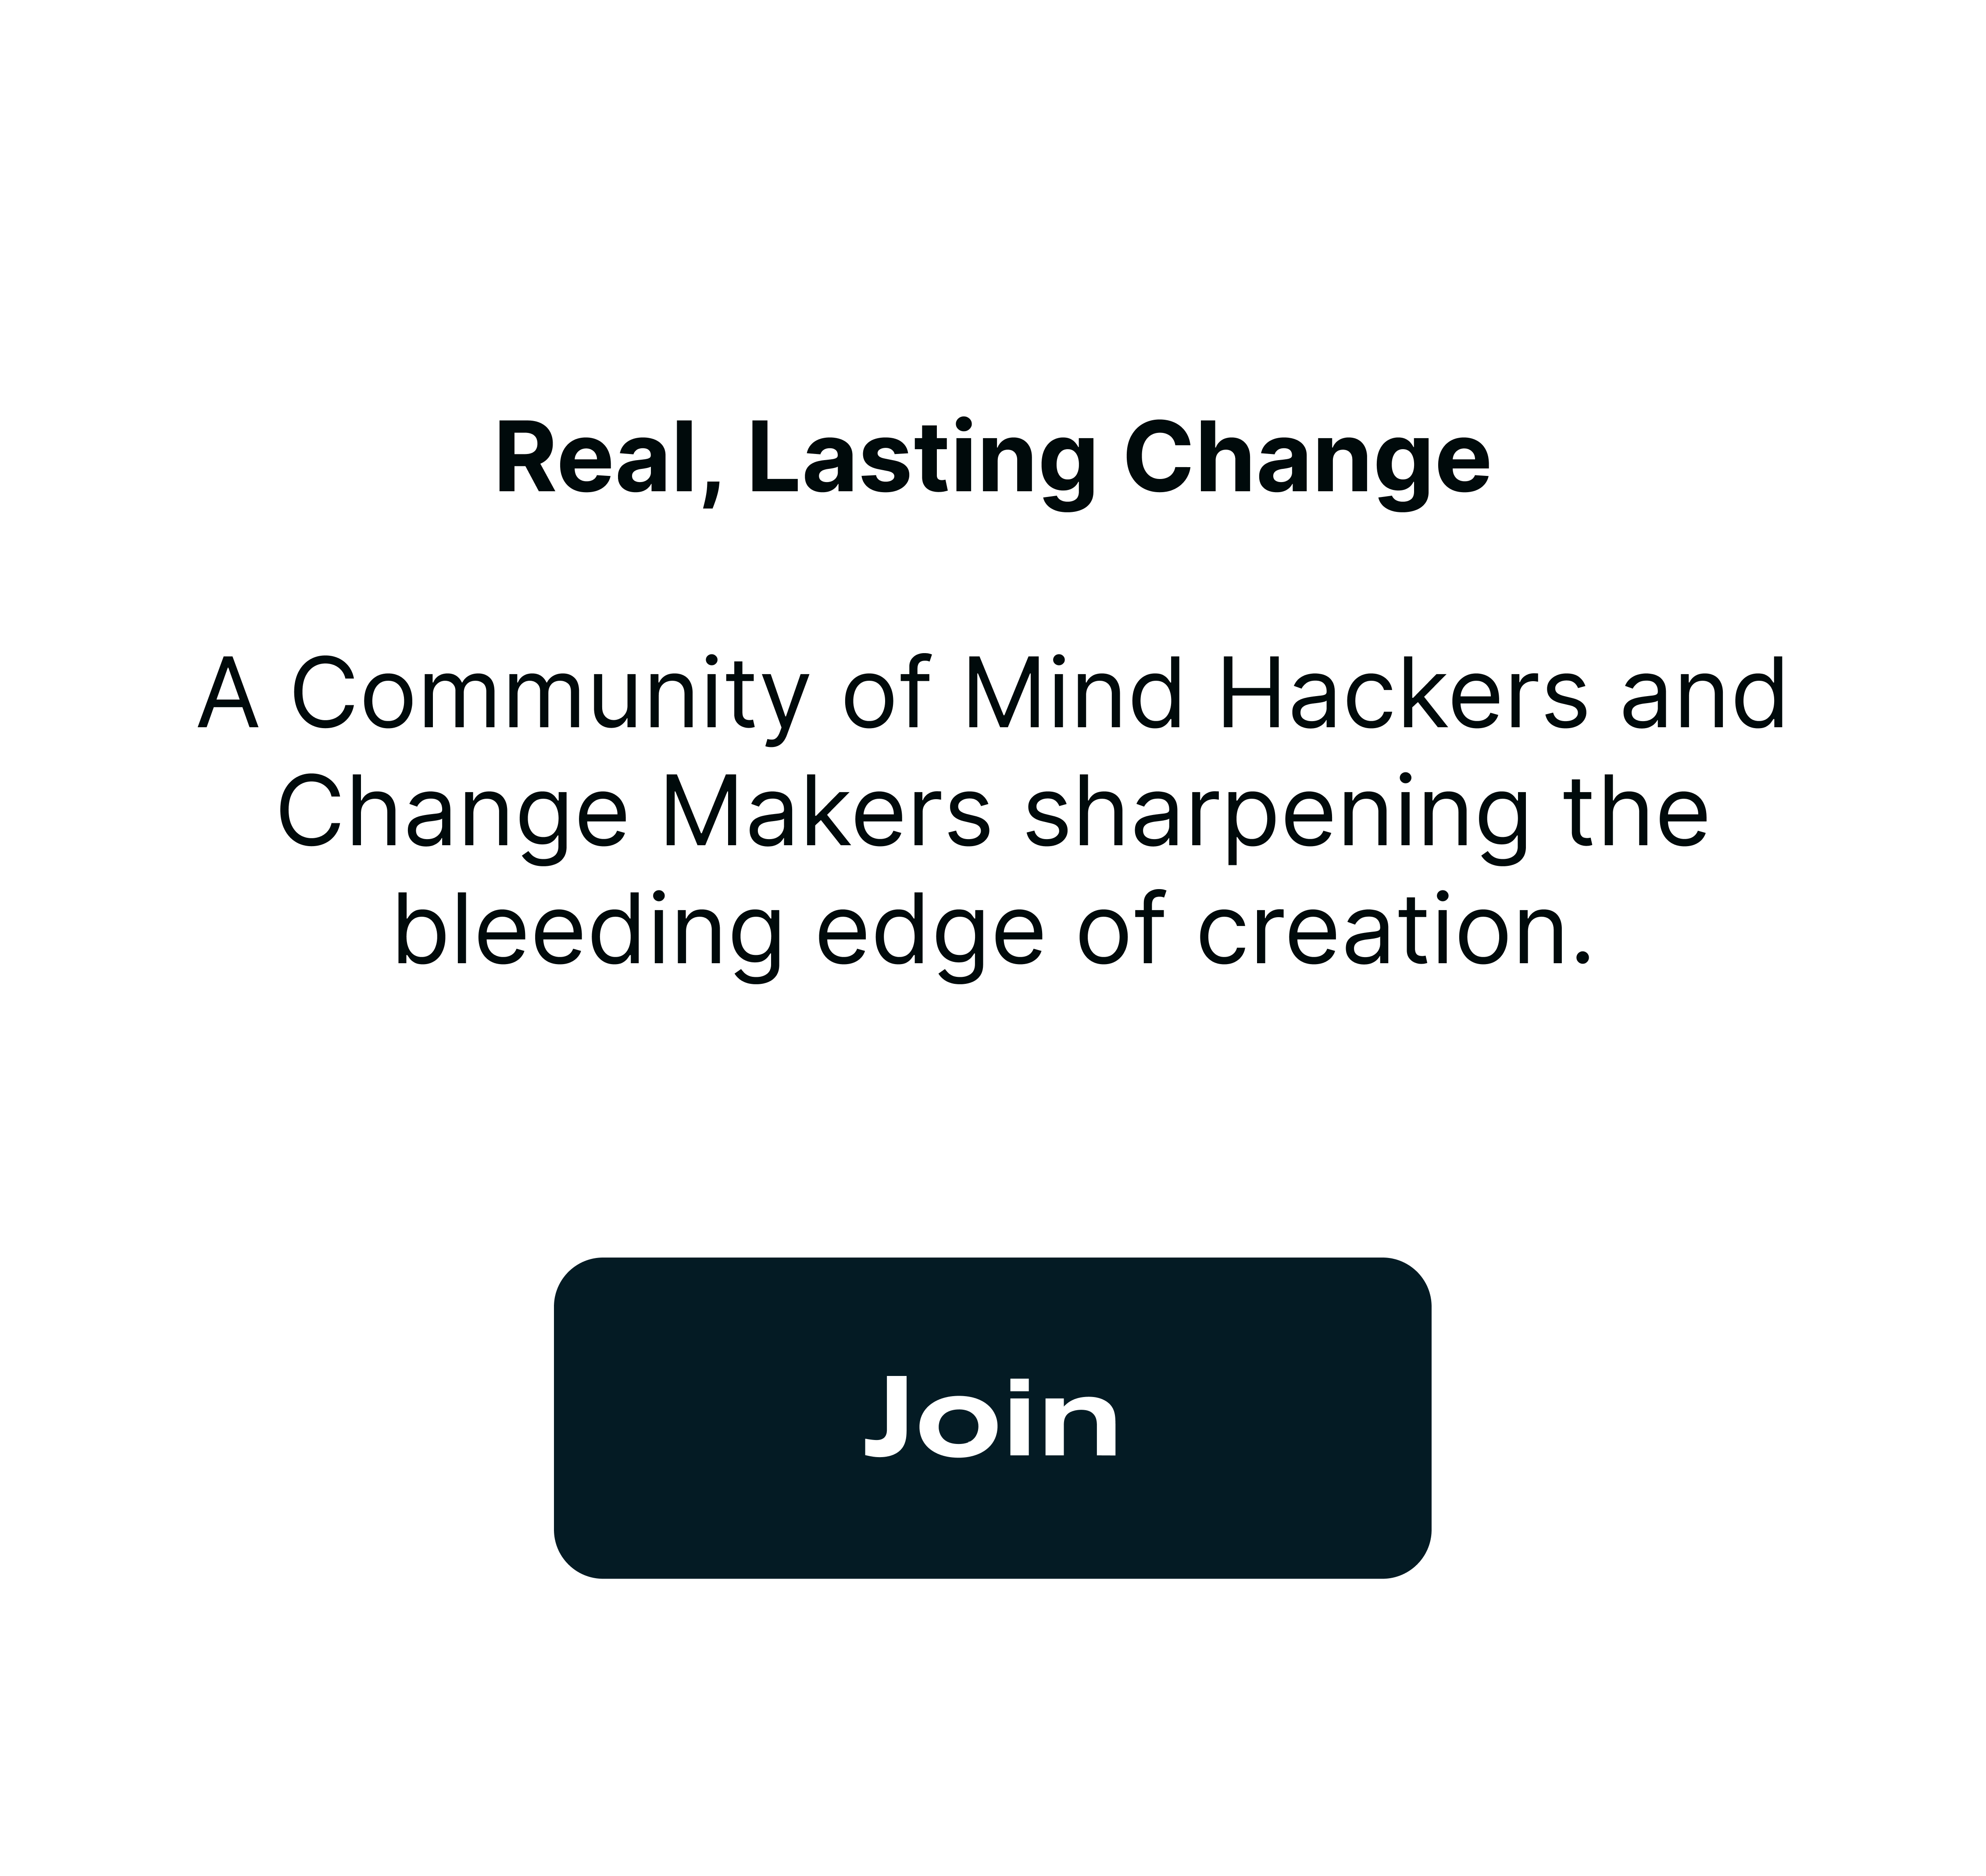 Real, Lasting Change
A Community of Mind Hackers and
Change Makers sharpening the
bleeding edge of creation.
Join